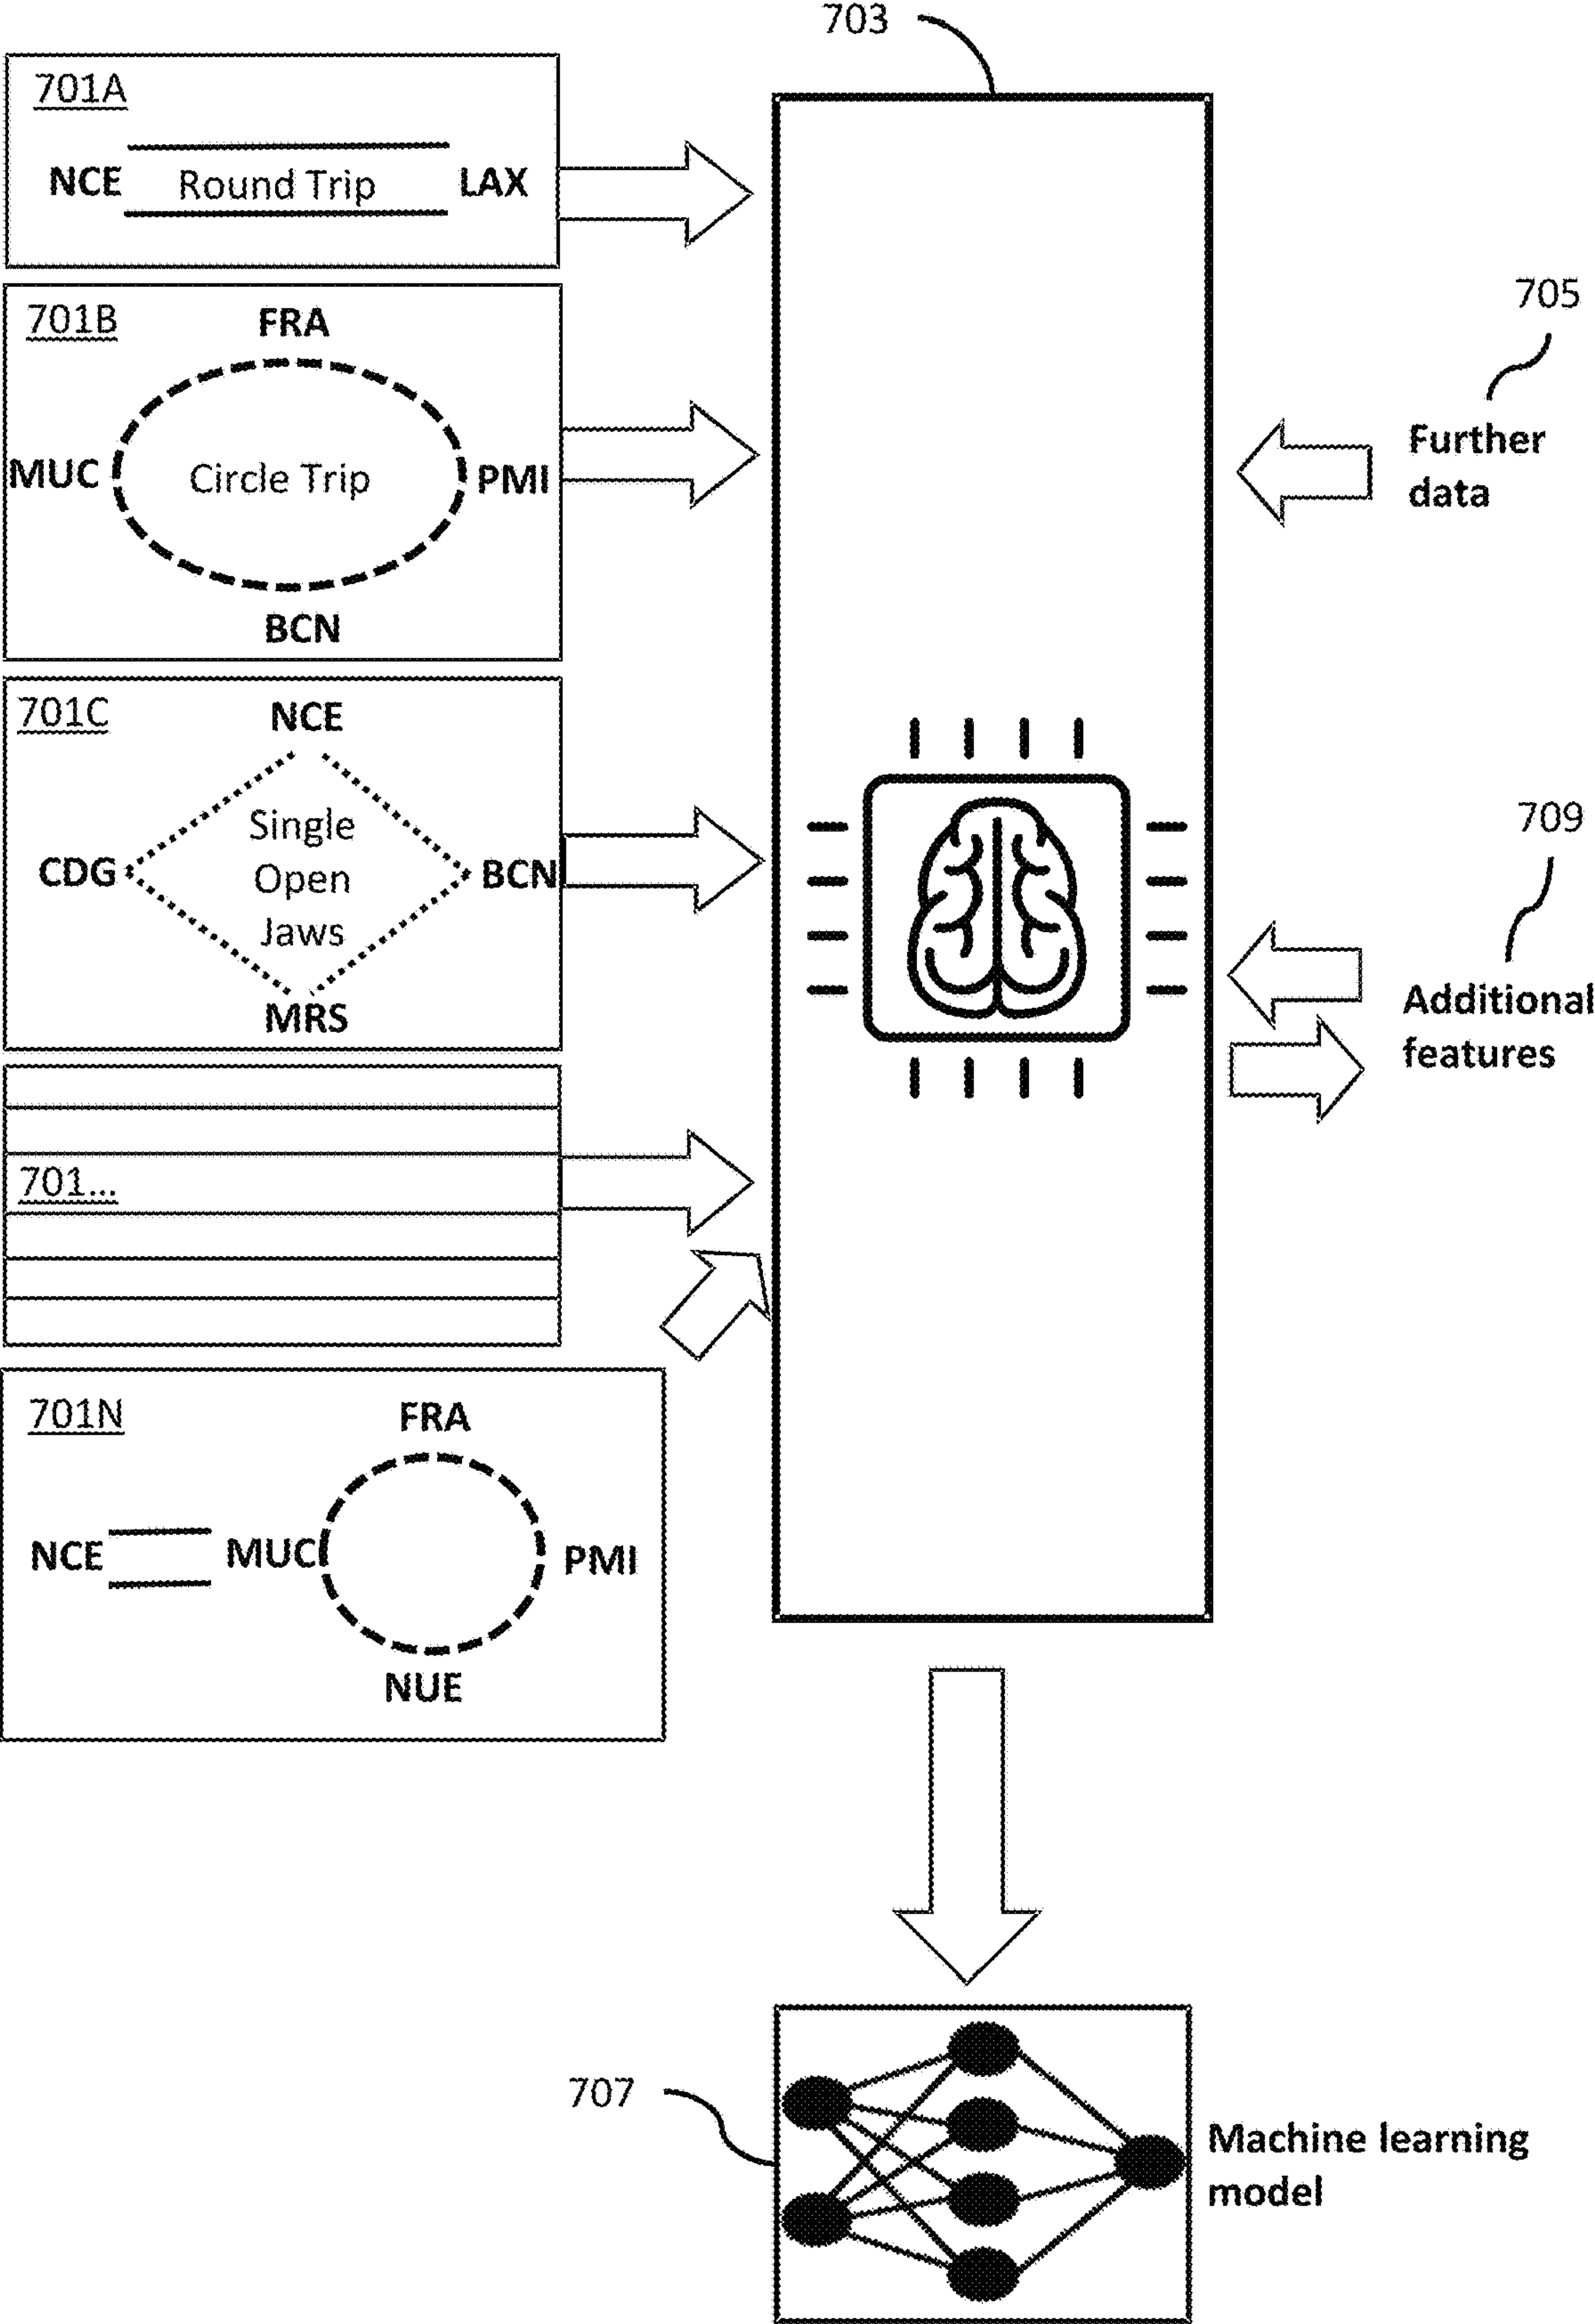 703
701A
NCE Round Trip LAX
701B
FRA
MUC Circle Trip PMI
BCN
705
Further
data
701C
NCE
Single
CDG Open BCN
Jaws
MRS
709
Additional
features
701...
701N
FRA
NCE MUC PMI
NUE
707
Machine learning
model